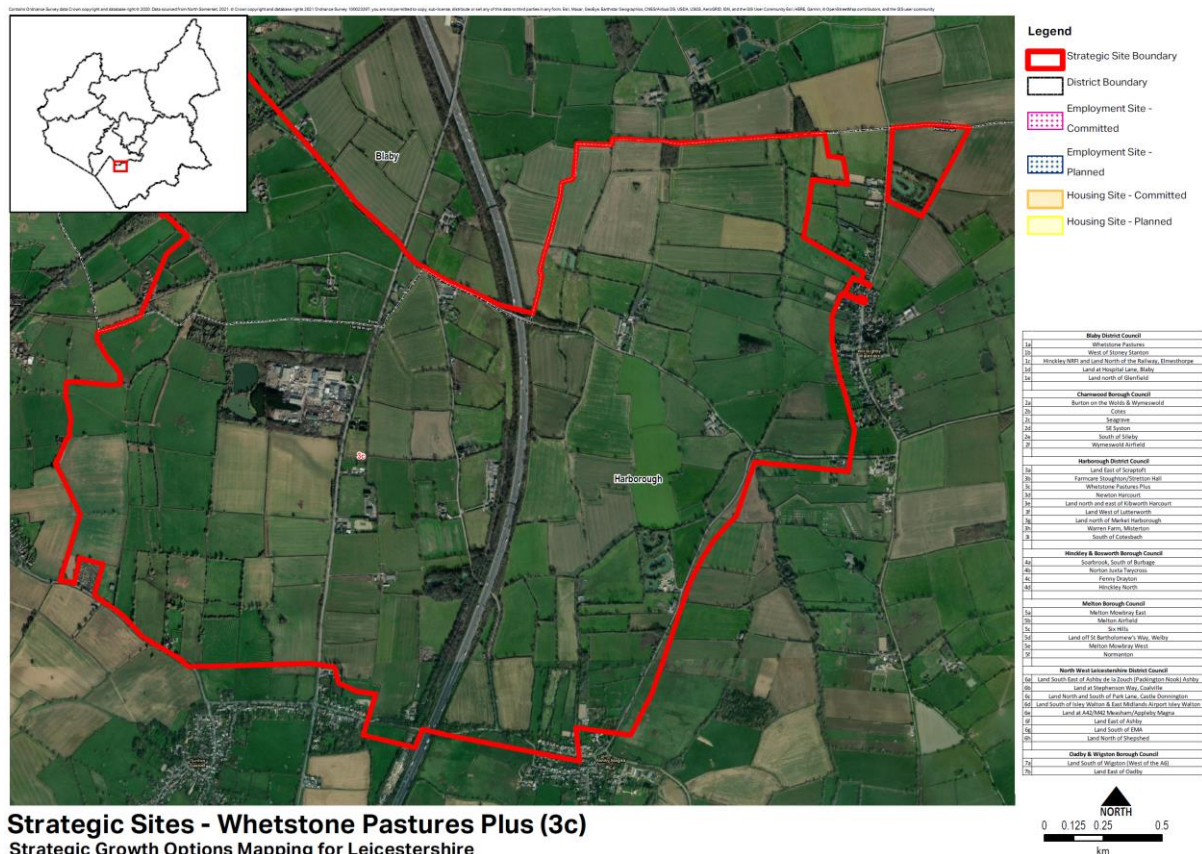 Blaby
Harborough
3c
Legend
Strategic Site Boundary
District Boundary
Employment Site -
Committed
Employment Site -
Planned
Housing Site - Committed
Housing Site - Planned
Blaby District Council
1a Whetstone Pastures
1b West of Stoney Stanton
1c Hinckley NRFI and Land North of the Railway, Elmesthorpe
1d Land at Hospital Lane, Blaby
1e Land north of Glenfield
Charnwood Borough Council
2a Burton on the Wolds & Wymeswold
2b Cotes
2c Seagrave
2d SE Syston
2e South of Sileby
2f Wymeswold Airfield
Harborough District Council
3a Land East of Scraptoft
3b Farmcare Stoughton/Stretton Hall
3c Whetstone Pastures Plus
3d Newton Harcourt
3e Land north and east of Kibworth Harcourt
3f Land West of Lutterworth
3g Land north of Market Harborough
3h Warren Farm, Misterton
3i South of Cotesbach
Hinckley & Bosworth Borough Council
4a Soarbrook, South of Burbage
4b Norton Juxta Twycross
4c Fenny Drayton
4d Hinckley North
Melton Borough Council
5a Melton Mowbray East
5b Melton Airfield
5c Six Hills
5d Land off St Bartholomew's Way, Welby
5e Melton Mowbray West
5f Normanton
North West Leicestershire District Council
6a Land South East of Ashby de la Zouch (Packington Nook) Ashby
6b Land at Stephenson Way, Coalville
6c Land North and South of Park Lane, Castle Donnington
6d Land South of Isley Walton & East Midlands Airport Isley Walton
6e Land at A42/M42 Measham/Appleby Magna
6f Land East of Ashby
6g Land South of EMA
6h Land North of Shepshed
Oadby & Wigston Borough Council
7a Land South of Wigston (West of the A6)
7b Land East of Oadby
NORTH
0 0.125 0.25 0.5
km
Strategic Sites - Whetstone Pastures Plus (3c)
Strategic Growth Options Mapping for Leicestershire